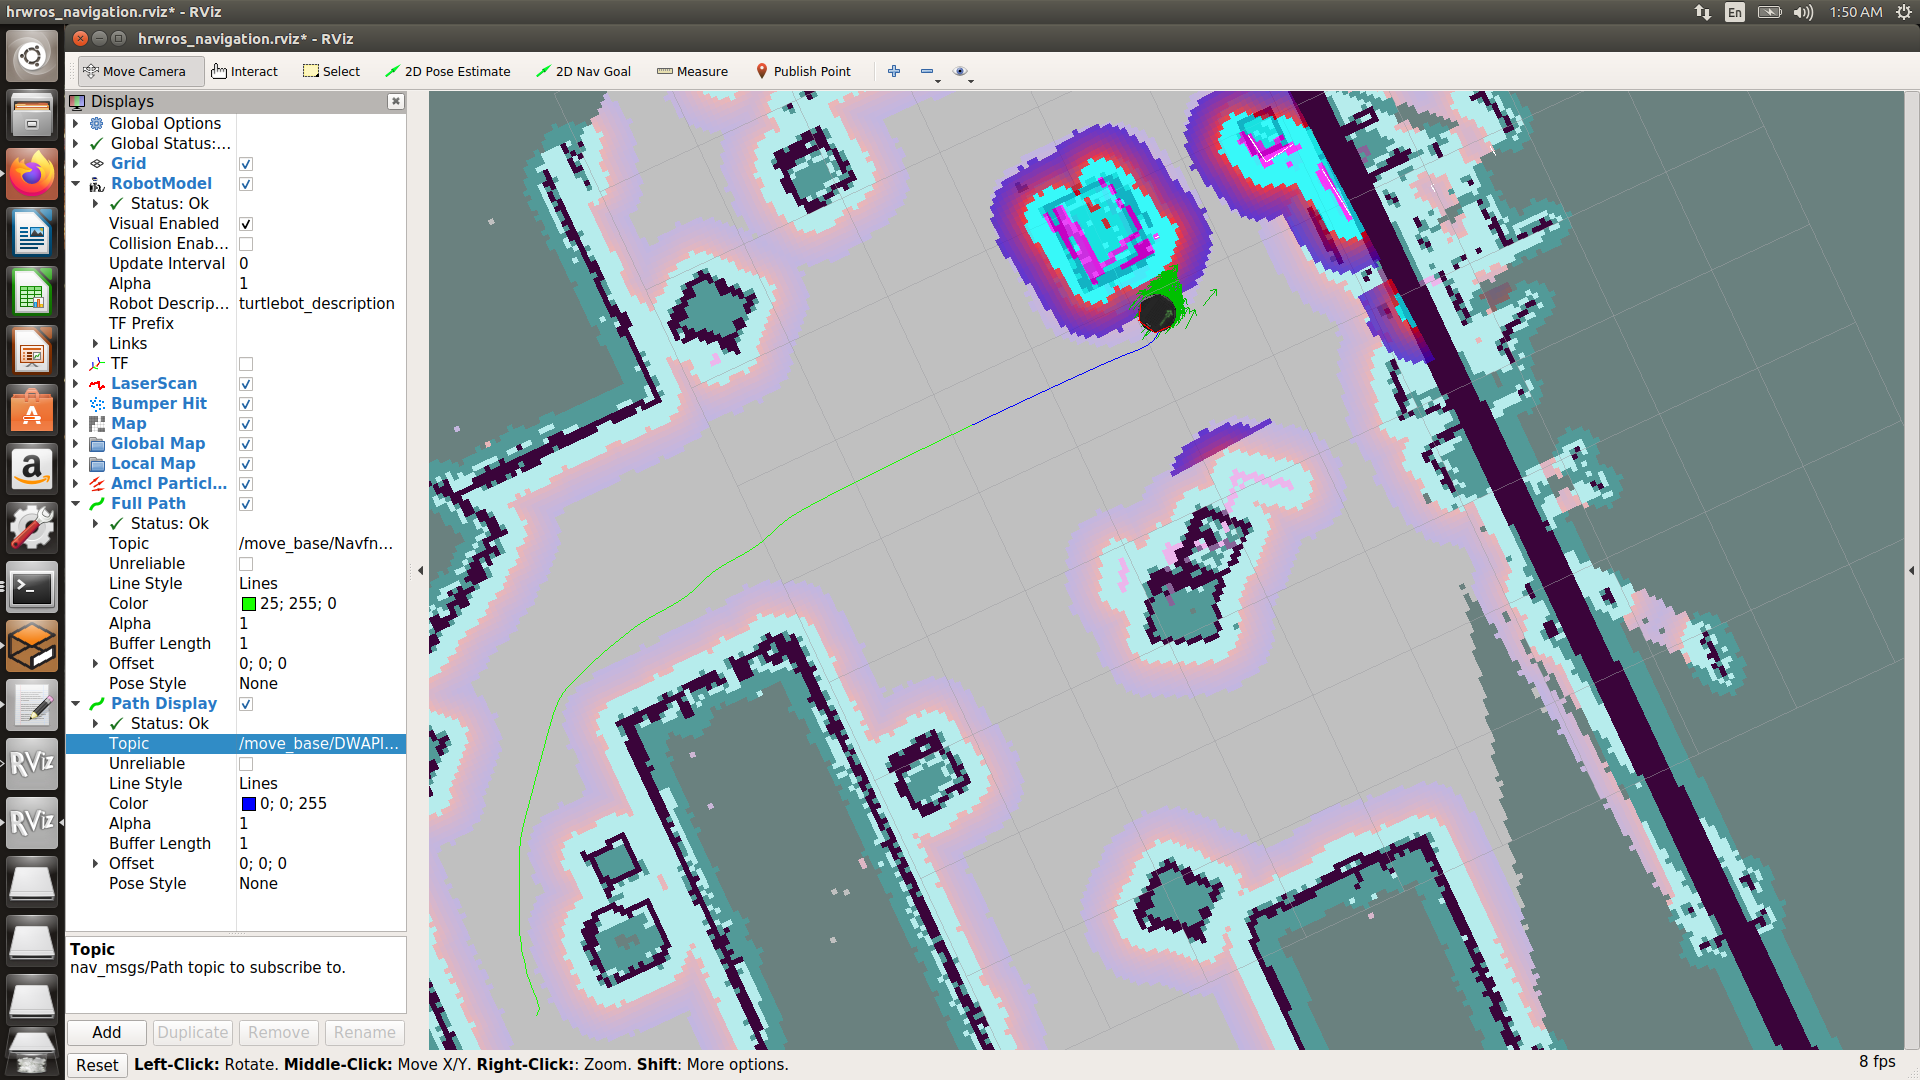 hrwros_navigation.rviz* - RViz
En
1:50 AM
hrwros_navigation.rviz* - RViz
Move Camera Interact Select 2D Pose Estimate 2D Nav Goal Measure Publish Point
Displays
Global Options
Global Status:...
Grid
RobotModel
Status: Ok
Visual Enabled
Collision Enab...
Update Interval 0
Alpha 1
Robot Descrip... turtlebot_description
TF Prefix
Links
TF
LaserScan
Bumper Hit
Map
Global Map
Local Map
Amcl Particl...
Full Path
Status: Ok
Topic /move_base/Navfn...
Unreliable
Line Style Lines
Color 25; 255; 0
Alpha 1
Buffer Length 1
Offset 0; 0; 0
Pose Style None
Path Display
Status: Ok
Topic /move_base/DWAPl...
Unreliable
Line Style Lines
Color 0; 0; 255
Alpha 1
Buffer Length 1
Offset 0; 0; 0
Pose Style None
Topic
nav_msgs/Path topic to subscribe to.
Add Duplicate Remove Rename
Reset Left-Click: Rotate. Middle-Click: Move X/Y. Right-Click:: Zoom. Shift: More options.
8 fps
RViz
RViz